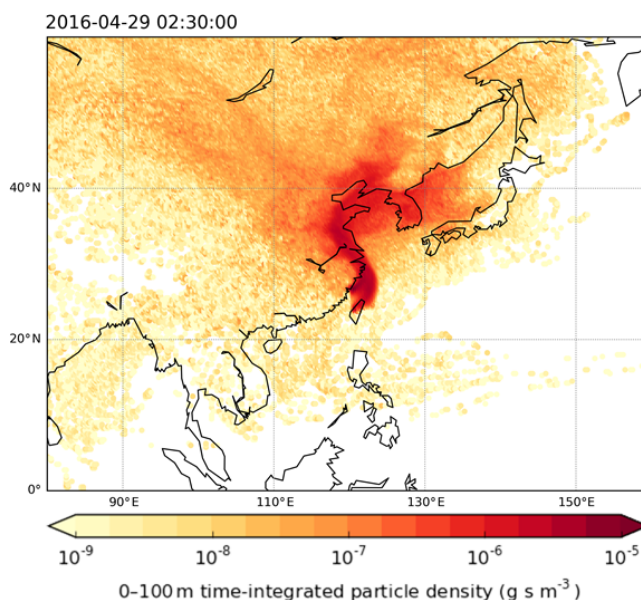 2016-04-29 02:30:00
40°N
20°N
0°
90°E 110°E 130°E 150°E
10⁻⁹ 10⁻⁸ 10⁻⁷ 10⁻⁶ 10⁻⁵
0–100 m time-integrated particle density (g s m⁻³)